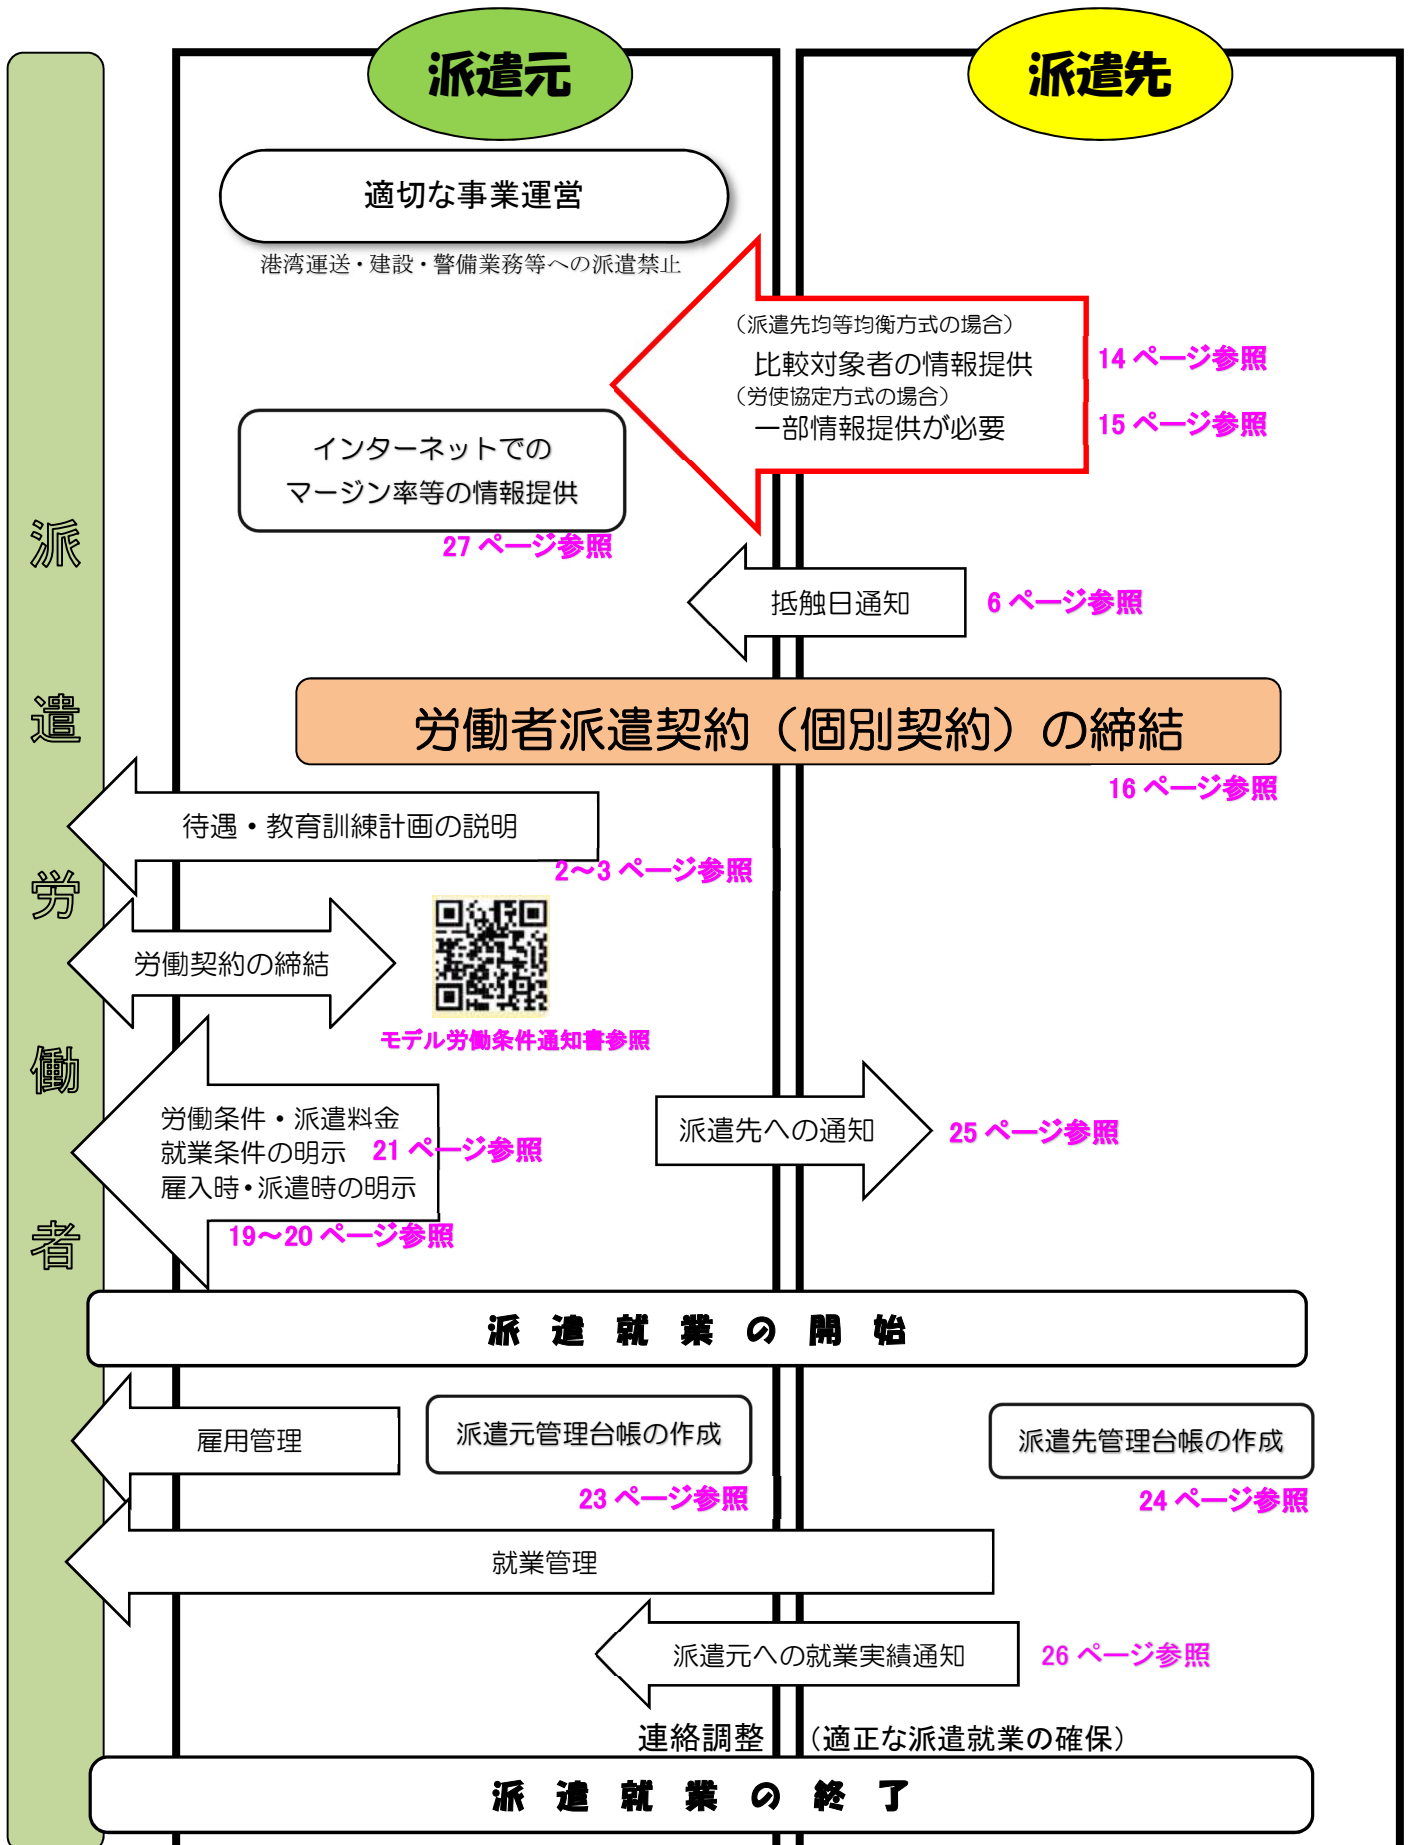 派遣元
派遣先
適切な事業運営
港湾運送・建設・警備業務等への派遣禁止
（派遣先均等均衡方式の場合）
比較対象者の情報提供
14 ページ参照
（労使協定方式の場合）
一部情報提供が必要
15 ページ参照
インターネットでの
マージン率等の情報提供
27 ページ参照
抵触日通知
6 ページ参照
労働者派遣契約（個別契約）の締結
16 ページ参照
派遣労働者
待遇・教育訓練計画の説明
2～3 ページ参照
労働契約の締結
モデル労働条件通知書参照
労働条件・派遣料金
就業条件の明示
21 ページ参照
雇入時・派遣時の明示
19～20 ページ参照
派遣先への通知
25 ページ参照
派遣就業の開始
雇用管理
派遣元管理台帳の作成
23 ページ参照
派遣先管理台帳の作成
24 ページ参照
就業管理
派遣元への就業実績通知
26 ページ参照
連絡調整 （適正な派遣就業の確保）
派遣就業の終了